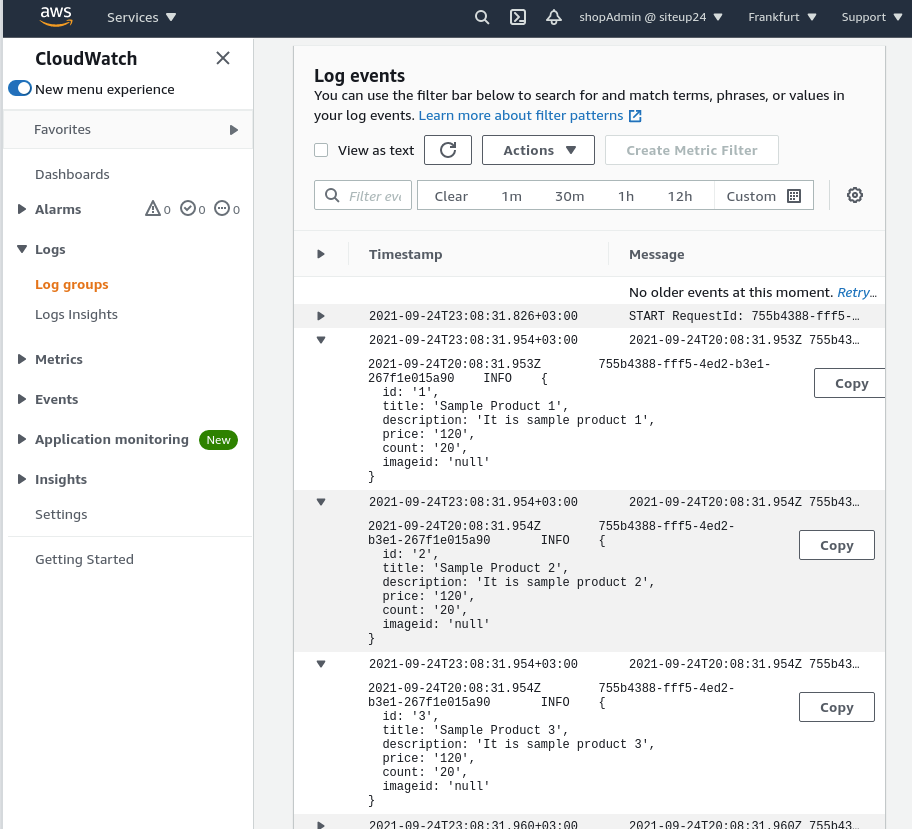 aws Services shopAdmin @ siteup24 Frankfurt Support
CloudWatch
New menu experience
Favorites
Dashboards
Alarms 0 0 0
Logs
Log groups
Logs Insights
Metrics
Events
Application monitoring New
Insights
Settings
Getting Started
Log events
You can use the filter bar below to search for and match terms, phrases, or values in
your log events. Learn more about filter patterns
View as text Actions Create Metric Filter
Filter eve Clear 1m 30m 1h 12h Custom
Timestamp Message
No older events at this moment. Retry…
2021-09-24T23:08:31.826+03:00 START RequestId: 755b4388-fff5-…
2021-09-24T23:08:31.954+03:00 2021-09-24T20:08:31.953Z 755b43…
2021-09-24T20:08:31.953Z 755b4388-fff5-4ed2-b3e1-
267f1e015a90 INFO {
id: '1',
title: 'Sample Product 1',
description: 'It is sample product 1',
price: '120',
count: '20',
imageid: 'null'
}
Copy
2021-09-24T23:08:31.954+03:00 2021-09-24T20:08:31.954Z 755b43…
2021-09-24T20:08:31.954Z 755b4388-fff5-4ed2-
b3e1-267f1e015a90 INFO {
id: '2',
title: 'Sample Product 2',
description: 'It is sample product 2',
price: '120',
count: '20',
imageid: 'null'
}
Copy
2021-09-24T23:08:31.954+03:00 2021-09-24T20:08:31.954Z 755b43…
2021-09-24T20:08:31.954Z 755b4388-fff5-4ed2-
b3e1-267f1e015a90 INFO {
id: '3',
title: 'Sample Product 3',
description: 'It is sample product 3',
price: '120',
count: '20',
imageid: 'null'
}
Copy
2021-09-24T23:08:31.960+03:00 2021-09-24T20:08:31.960Z 755b43…